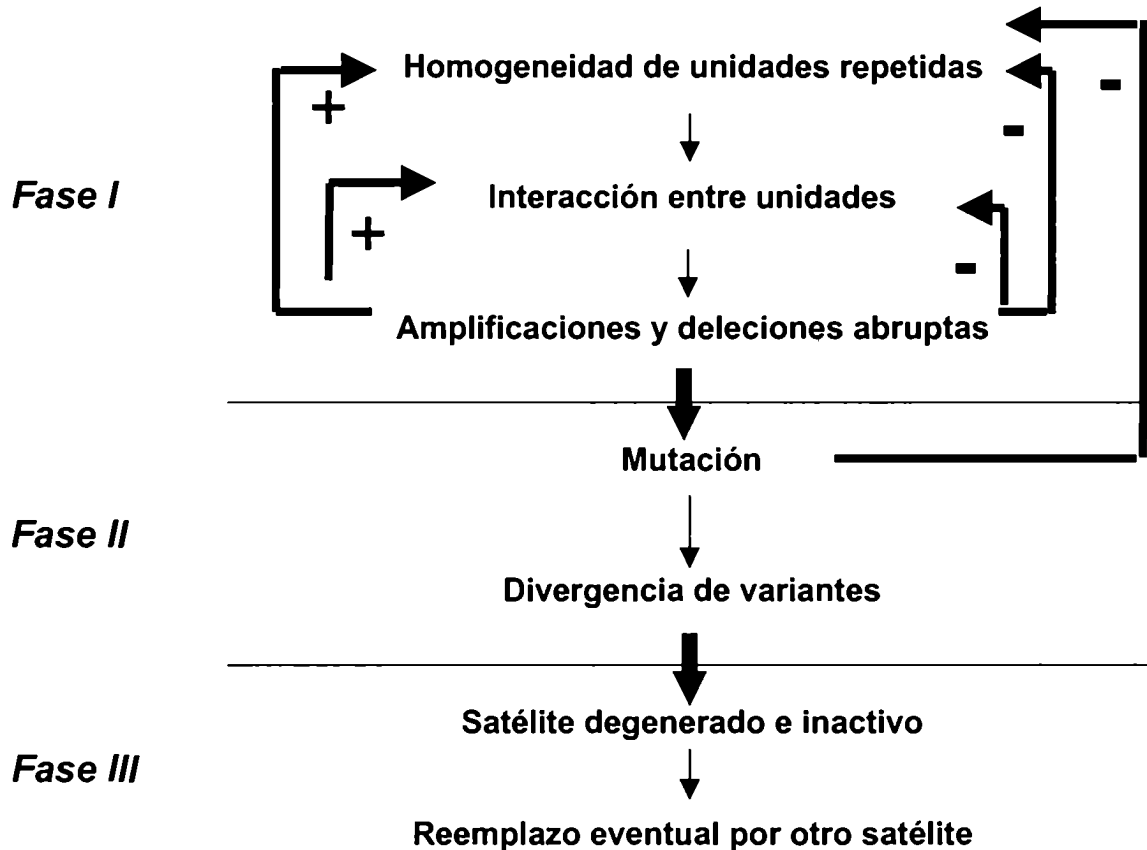 Homogeneidad de unidades repetidas
+
-
-
Fase I
Interacción entre unidades
+
-
Amplificaciones y deleciones abruptas
Mutación
Fase II
Divergencia de variantes
Satélite degenerado e inactivo
Fase III
Reemplazo eventual por otro satélite